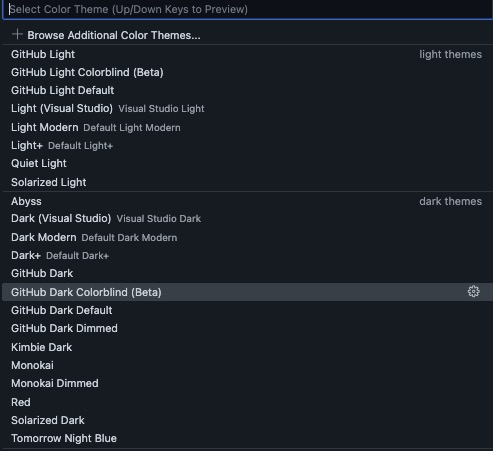 Select Color Theme (Up/Down Keys to Preview)
+ Browse Additional Color Themes...
GitHub Light light themes
GitHub Light Colorblind (Beta)
GitHub Light Default
Light (Visual Studio) Visual Studio Light
Light Modern Default Light Modern
Light+ Default Light+
Quiet Light
Solarized Light
Abyss dark themes
Dark (Visual Studio) Visual Studio Dark
Dark Modern Default Dark Modern
Dark+ Default Dark+
GitHub Dark
GitHub Dark Colorblind (Beta)
GitHub Dark Default
GitHub Dark Dimmed
Kimbie Dark
Monokai
Monokai Dimmed
Red
Solarized Dark
Tomorrow Night Blue